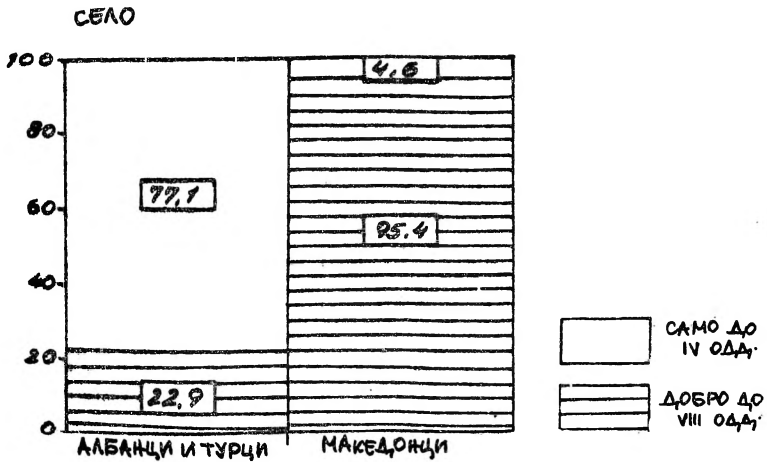 СЕЛО
100
80
60
40
20
0
4,6
77,1
95.4
22,9
АЛБАНЦИ И ТУРЦИ
МАКЕДОНЦИ
САМО ДО
IV ОДД.
ДОБРО ДО
VIII ОДД.